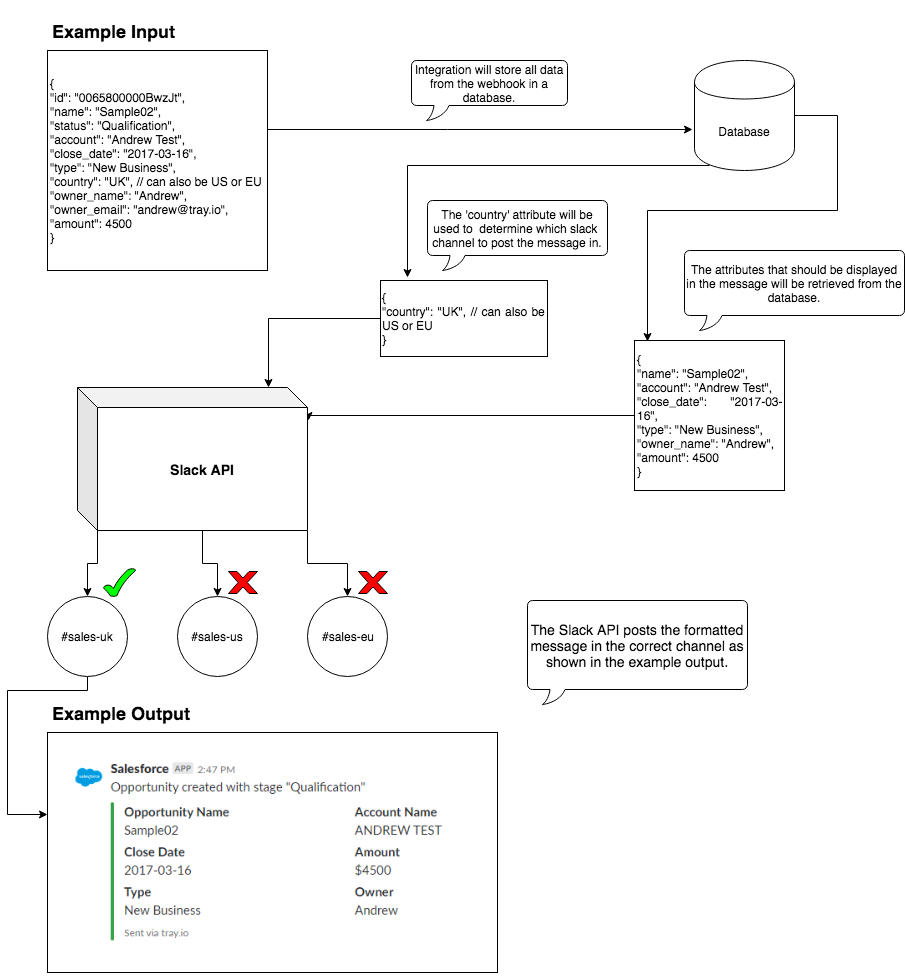 Example Input
{
"id": "0065800000BwzJt",
"name": "Sample02",
"status": "Qualification",
"account": "Andrew Test",
"close_date": "2017-03-16",
"type": "New Business",
"country": "UK", // can also be US or EU
"owner_name": "Andrew",
"owner_email": "andrew@tray.io",
"amount": 4500
}
Integration will store all data
from the webhook in a
database.
Database
The 'country' attribute will be
used to determine which slack
channel to post the message in.
The attributes that should be displayed
in the message will be retrieved from the
database.
{
"country": "UK", // can also be
US or EU
}
{
"name": "Sample02",
"account": "Andrew Test",
"close_date": "2017-03-
16",
"type": "New Business",
"owner_name": "Andrew",
"amount": 4500
}
Slack API
#sales-uk
#sales-us
#sales-eu
The Slack API posts the formatted
message in the correct channel as
shown in the example output.
Example Output
salesforce
Salesforce APP 2:47 PM
Opportunity created with stage "Qualification"
Opportunity Name Account Name
Sample02 ANDREW TEST
Close Date Amount
2017-03-16 $4500
Type Owner
New Business Andrew
Sent via tray.io